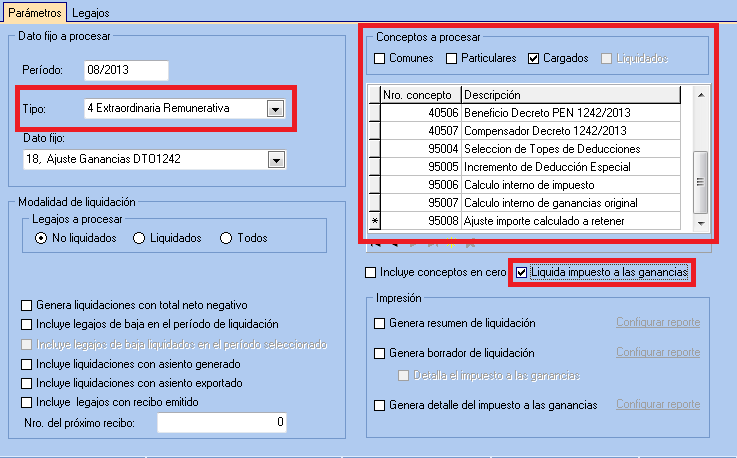 Parámetros Legajos
Dato fijo a procesar
Período: 08/2013
Tipo: 4 Extraordinaria Remunerativa
Dato fijo:
18, Ajuste Ganancias DTO1242
Modalidad de liquidación
Legajos a procesar
No liquidados Liquidados Todos
Genera liquidaciones con total neto negativo
Incluye legajos de baja en el período de liquidación
Incluye legajos de baja liquidados en el período seleccionado
Incluye liquidaciones con asiento generado
Incluye liquidaciones con asiento exportado
Incluye legajos con recibo emitido
Nro. del próximo recibo: 0
Conceptos a procesar
Comunes Particulares Cargados Liquidados
Nro. concepto Descripción
40506 Beneficio Decreto PEN 1242/2013
40507 Compensador Decreto 1242/2013
95004 Seleccion de Topes de Deducciones
95005 Incremento de Deducción Especial
95006 Calculo interno de impuesto
95007 Calculo interno de ganancias original
* 95008 Ajuste importe calculado a retener
Incluye conceptos en cero Liquida impuesto a las ganancias
Impresión
Genera resumen de liquidación Configurar reporte
Genera borrador de liquidación Configurar reporte
Detalla el impuesto a las ganancias
Genera detalle del impuesto a las ganancias Configurar reporte